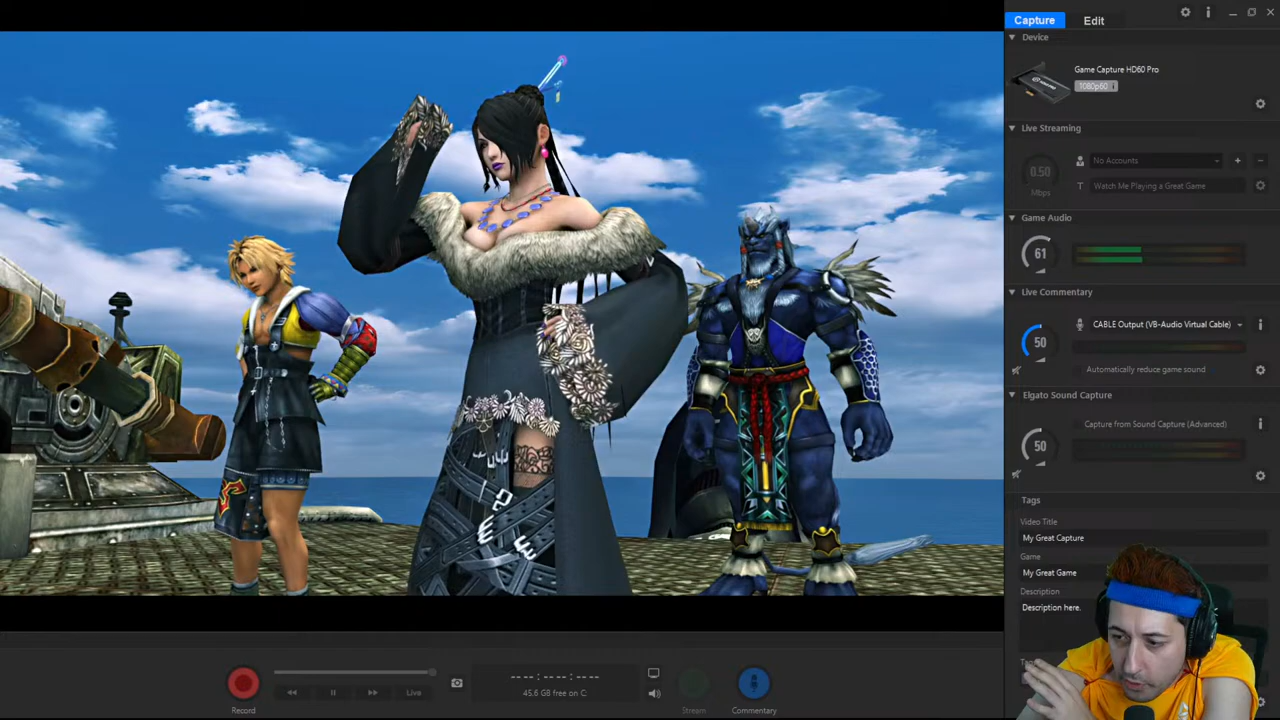 Capture
Edit
Device
Game Capture HD60 Pro
1080p60
Live Streaming
0.50
Mbps
No Accounts
Watch Me Playing a Great Game
Game Audio
61
Live Commentary
50
CABLE Output (VB-Audio Virtual Cable)
Automatically reduce game sound
Elgato Sound Capture
50
Capture from Sound Capture (Advanced)
Tags
Video Title
My Great Capture
Game
My Great Game
Description
Description here.
-- -- : -- -- : -- --
45.6 GB free on C:
Live
Record
Stream
Commentary